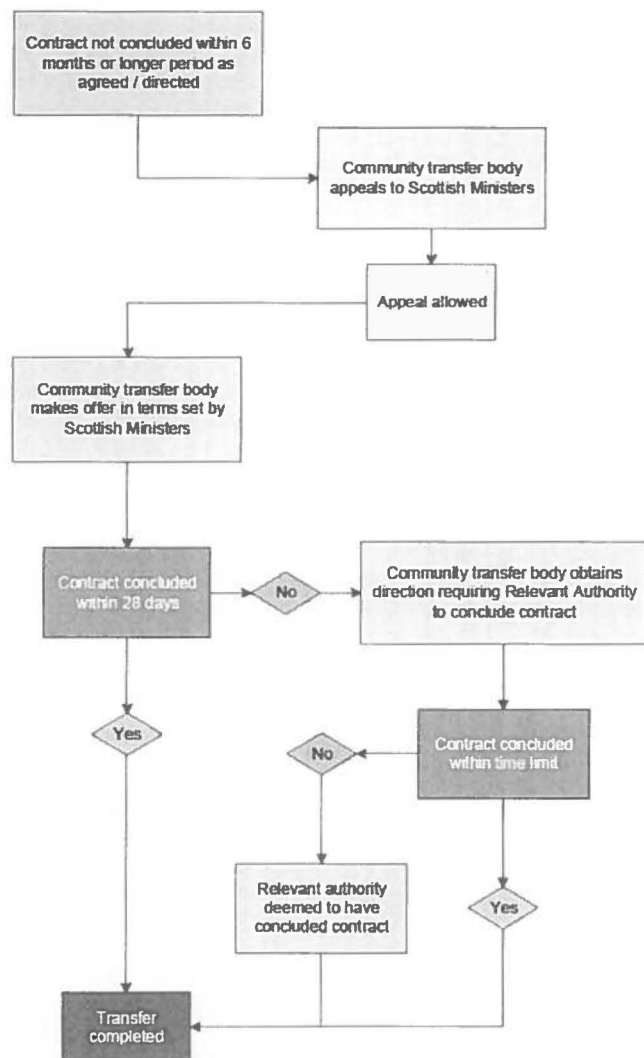 Contract not concluded within 6
months or longer period as
agreed / directed
Community transfer body
appeals to Scottish Ministers
Appeal allowed
Community transfer body
makes offer in terms set by
Scottish Ministers
Contract concluded
within 28 days
No
Community transfer body obtains
direction requiring Relevant Authority
to conclude contract
Yes
No
Contract concluded
within time limit
Relevant authority
deemed to have
concluded contract
Yes
Transfer
completed